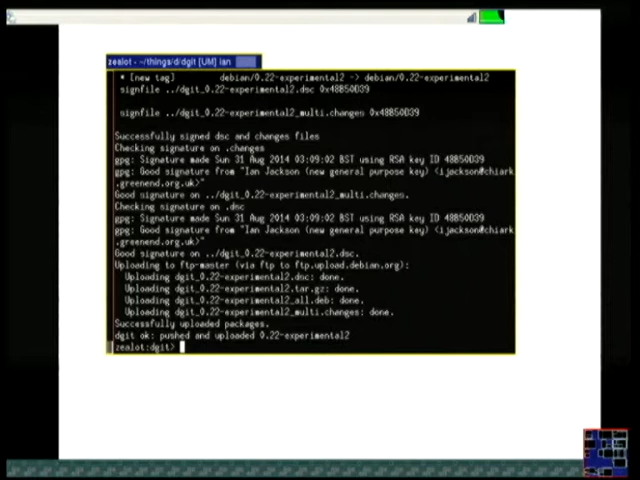 zealot - ~/things/d/dgit [UM] ian
* [new tag] debian/0.22-experimental2 -> debian/0.22-experimental2
signfile ../dgit_0.22-experimental2.dsc 0x48B50D39
signfile ../dgit_0.22-experimental2_multi.changes 0x48B50D39
Successfully signed dsc and changes files
Checking signature on .changes
gpg: Signature made Sun 31 Aug 2014 03:09:02 BST using RSA key ID 48B50D39
gpg: Good signature from "Ian Jackson (new general purpose key) <ijackson@chiark
.greenend.org.uk>"
Good signature on ../dgit_0.22-experimental2_multi.changes.
Checking signature on .dsc
gpg: Signature made Sun 31 Aug 2014 03:09:02 BST using RSA key ID 48B50D39
gpg: Good signature from "Ian Jackson (new general purpose key) <ijackson@chiark
.greenend.org.uk>"
Good signature on ../dgit_0.22-experimental2.dsc.
Uploading to ftp-master (via ftp to ftp.upload.debian.org):
Uploading dgit_0.22-experimental2.dsc: done.
Uploading dgit_0.22-experimental2.tar.gz: done.
Uploading dgit_0.22-experimental2_all.deb: done.
Uploading dgit_0.22-experimental2_multi.changes: done.
Successfully uploaded packages.
dgit ok: pushed and uploaded 0.22-experimental2
zealot:dgit>